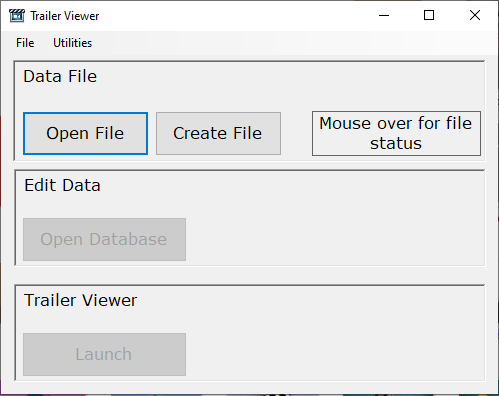 Trailer Viewer
File Utilities
Data File
Open File Create File Mouse over for file
status
Edit Data
Open Database
Trailer Viewer
Launch